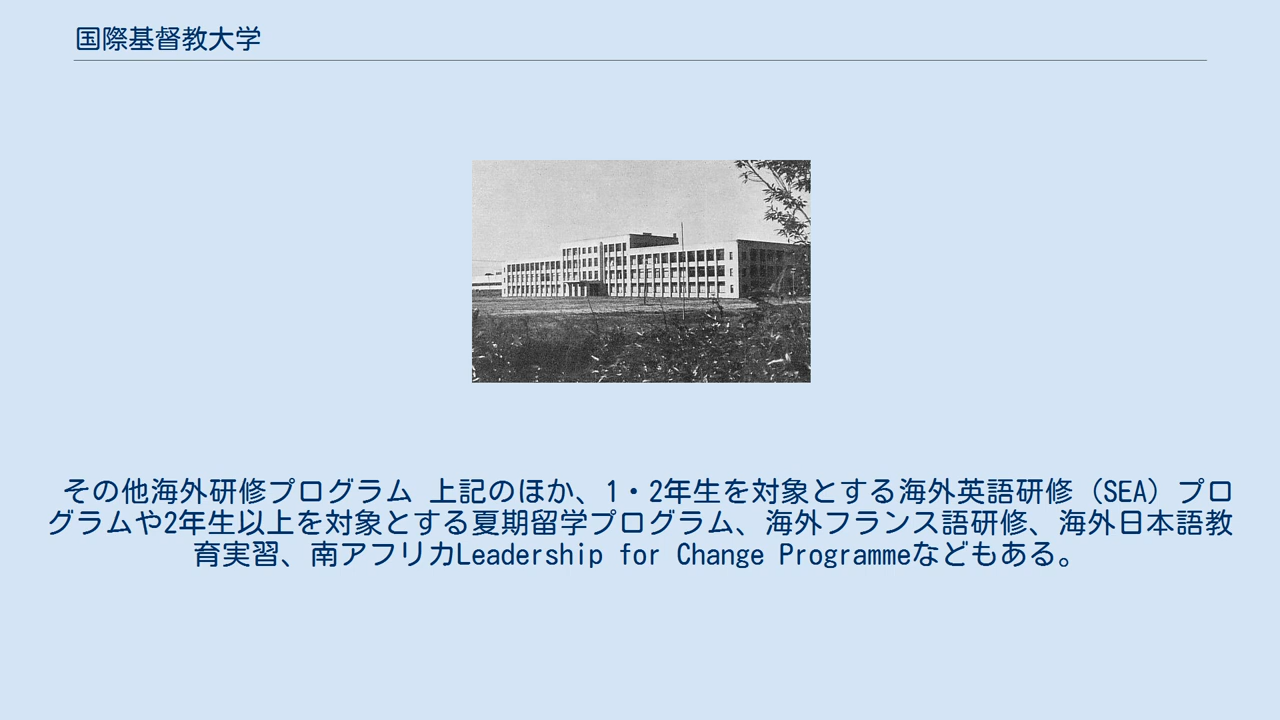 国際基督教大学
その他海外研修プログラム 上記のほか、1・2年生を対象とする海外英語研修（SEA）プロ
グラムや2年生以上を対象とする夏期留学プログラム、海外フランス語研修、海外日本語教
育実習、南アフリカLeadership for Change Programmeなどもある。